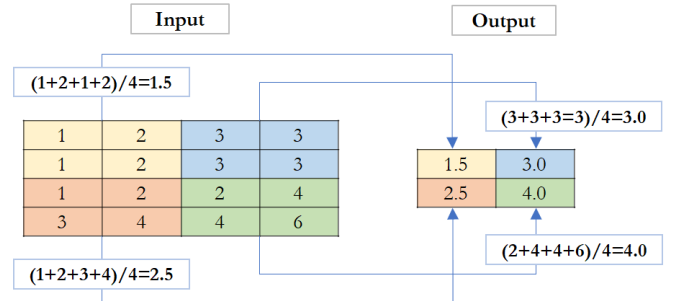 Input Output
(1+2+1+2)/4=1.5
(3+3+3=3)/4=3.0
1 2 3 3
1 2 3 3
1 2 2 4
3 4 4 6
1.5 3.0
2.5 4.0
(2+4+4+6)/4=4.0
(1+2+3+4)/4=2.5